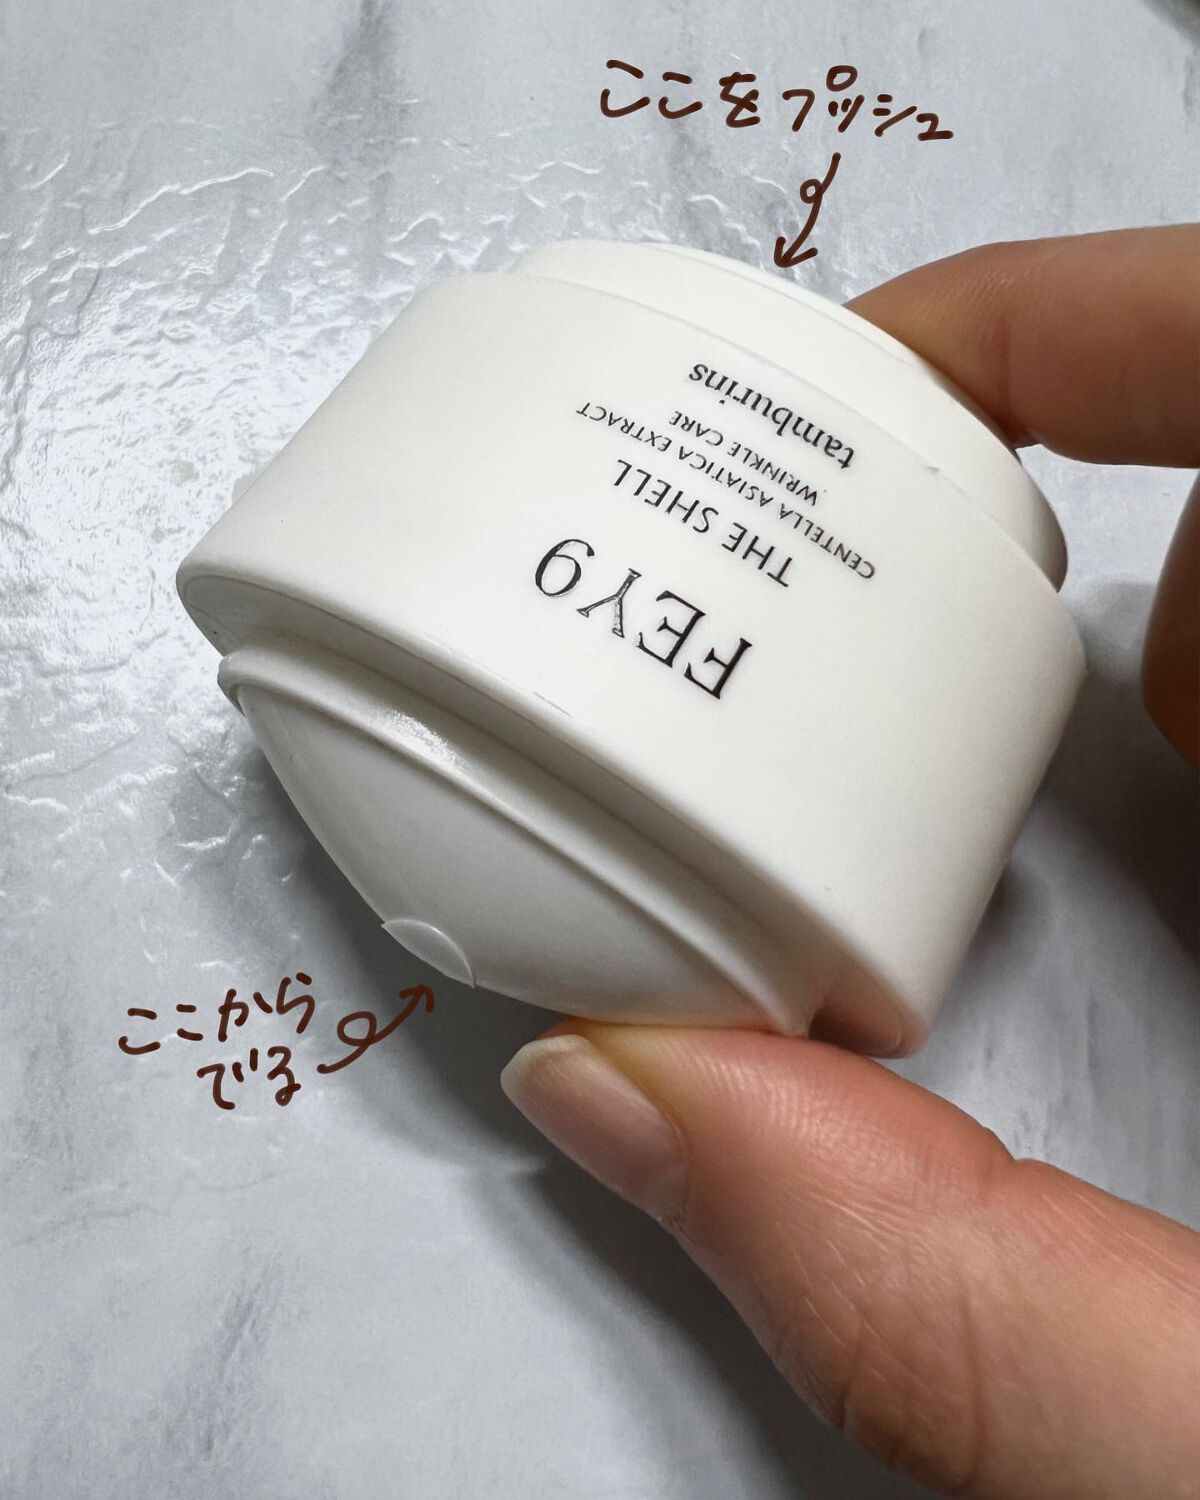 ここをプッシュ
FEY9
THE SHELL
CENTELLA ASIATICA EXTRACT
WRINKLE CARE
tamburins
ここから
でる